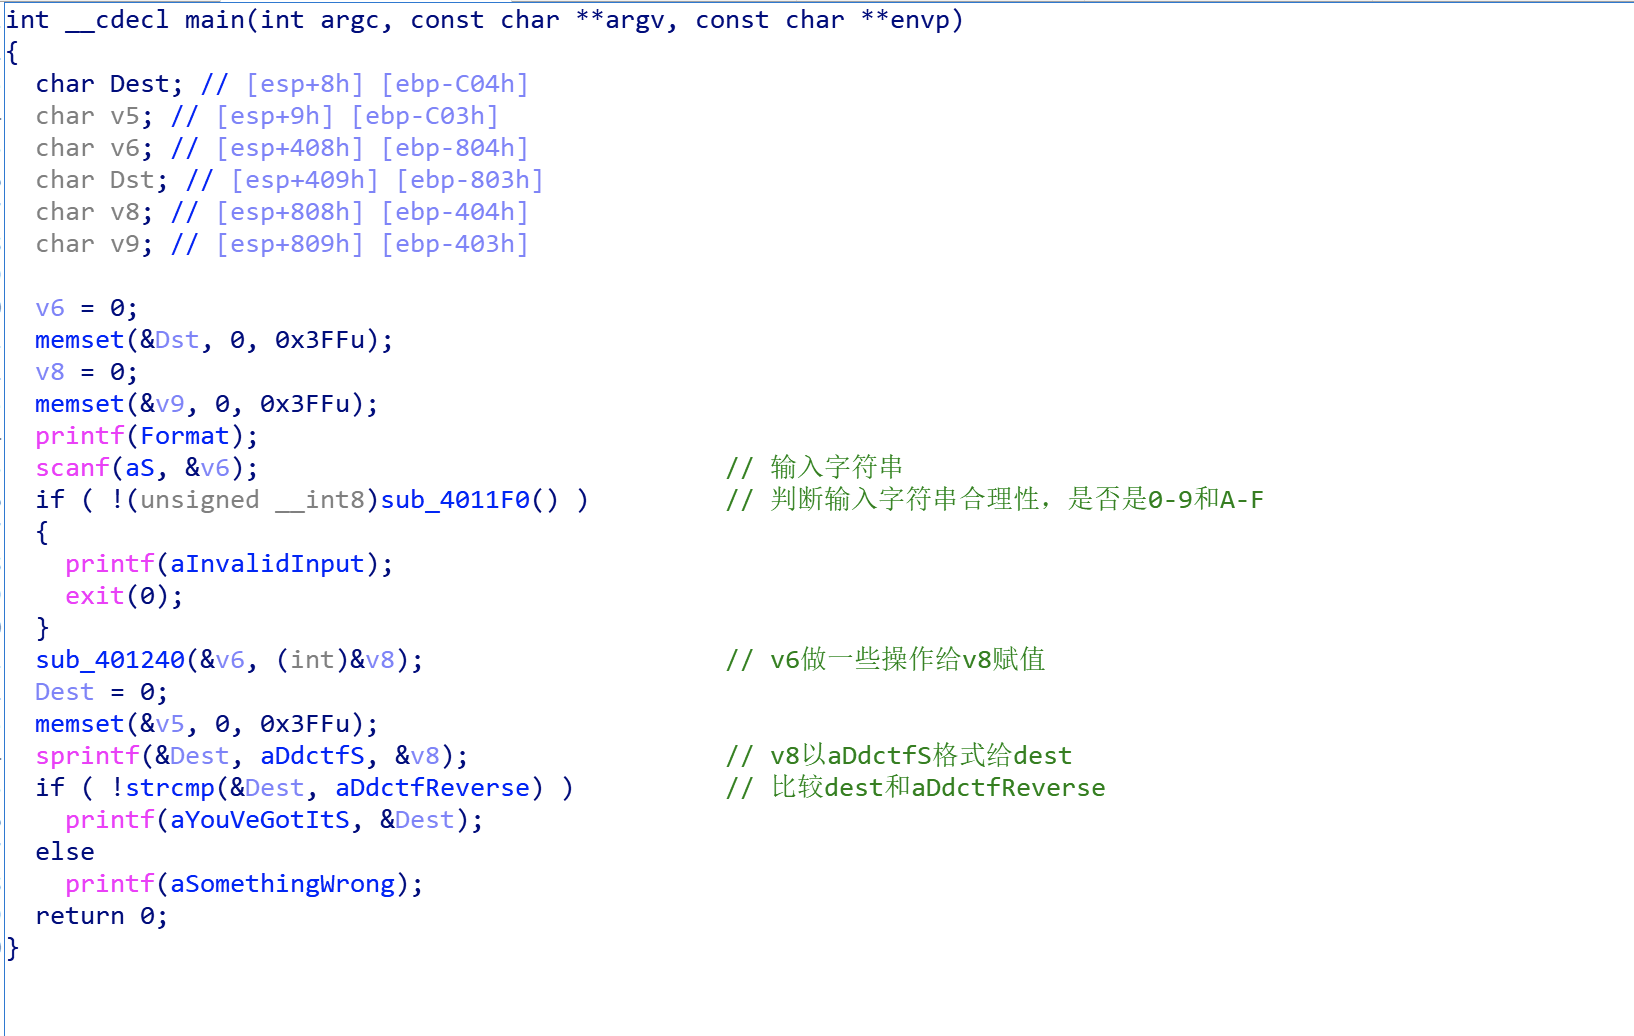 int __cdecl main(int argc, const char **argv, const char **envp)
{
  char Dest; // [esp+8h] [ebp-C04h]
  char v5; // [esp+9h] [ebp-C03h]
  char v6; // [esp+408h] [ebp-804h]
  char Dst; // [esp+409h] [ebp-803h]
  char v8; // [esp+808h] [ebp-404h]
  char v9; // [esp+809h] [ebp-403h]

  v6 = 0;
  memset(&Dst, 0, 0x3FFu);
  v8 = 0;
  memset(&v9, 0, 0x3FFu);
  printf(Format);
  scanf(aS, &v6);                               // 输入字符串
  if ( !(unsigned __int8)sub_4011F0() )         // 判断输入字符串合理性，是否是0-9和A-F
  {
    printf(aInvalidInput);
    exit(0);
  }
  sub_401240(&v6, (int)&v8);                    // v6做一些操作给v8赋值
  Dest = 0;
  memset(&v5, 0, 0x3FFu);
  sprintf(&Dest, aDdctfS, &v8);                 // v8以aDdctfS格式给dest
  if ( !strcmp(&Dest, aDdctfReverse) )          // 比较dest和aDdctfReverse
    printf(aYouVeGotItS, &Dest);
  else
    printf(aSomethingWrong);
  return 0;
}